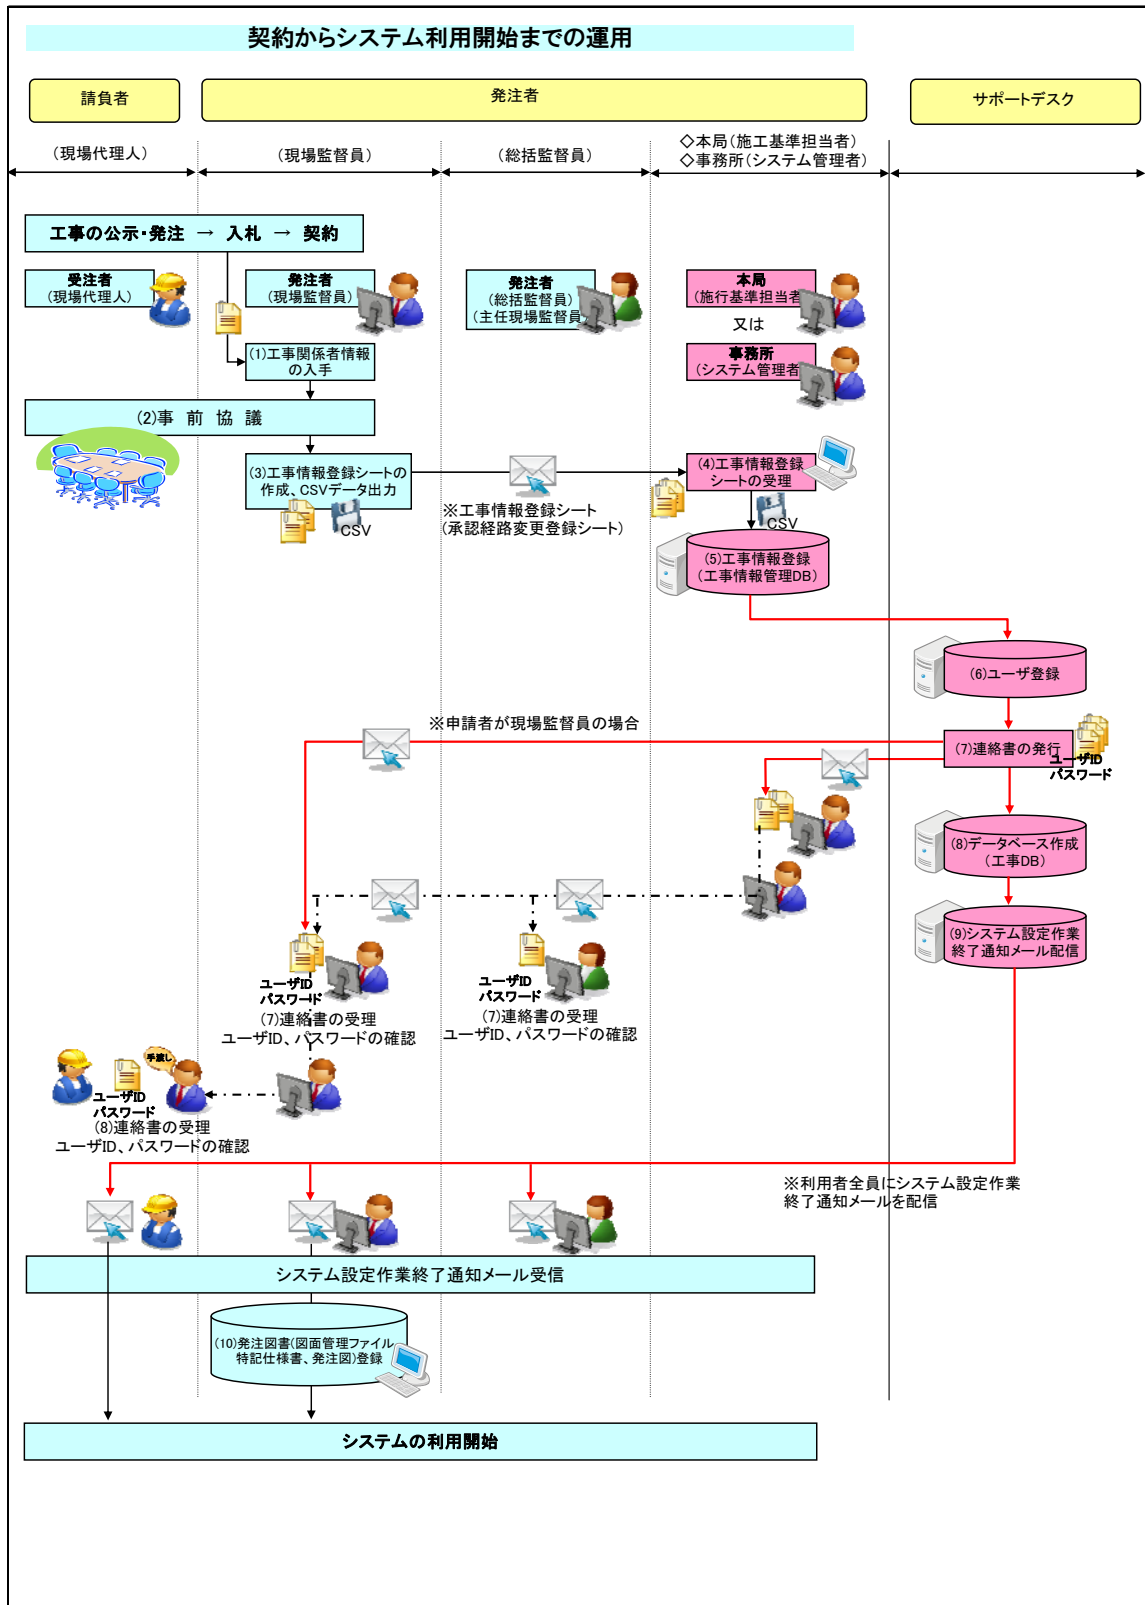 契約からシステム利用開始までの運用
請負者
発注者
サポートデスク
(現場代理人)
(現場監督員)
(総括監督員)
◇本局(施工基準担当者)
◇事務所(システム管理者)
工事の公示・発注 → 入札 → 契約
受注者
(現場代理人)
発注者
(現場監督員)
発注者
(総括監督員)
(主任現場監督員)
本局
(施行基準担当者
又は
事務所
(システム管理者
(1)工事関係者情報
の入手
(2)事 前 協 議
(3)工事情報登録シートの
作成、CSVデータ出力
CSV
※工事情報登録シート
(承認経路変更登録シート)
(4)工事情報登録
シートの受理
CSV
(5)工事情報登録
(工事情報管理DB)
(6)ユーザ登録
※申請者が現場監督員の場合
(7)連絡書の発行
ユーザID
パスワード
(8)データベース作成
(工事DB)
(9)システム設定作業
終了通知メール配信
ユーザID
パスワード
(7)連絡書の受理
ユーザID、パスワードの確認
ユーザID
パスワード
(7)連絡書の受理
ユーザID、パスワードの確認
手渡し
ユーザID
パスワード
(8)連絡書の受理
ユーザID、パスワードの確認
※利用者全員にシステム設定作業
終了通知メールを配信
システム設定作業終了通知メール受信
(10)発注図書(図面管理ファイル
特記仕様書、発注図)登録
システムの利用開始